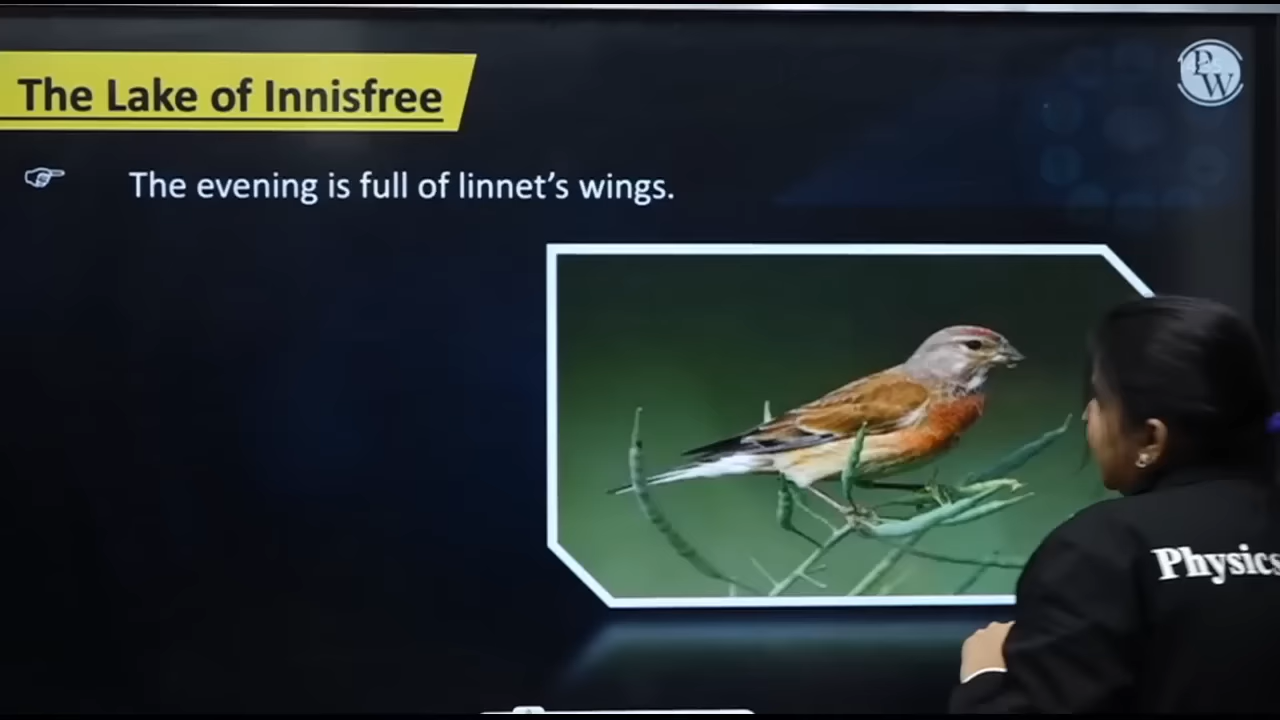 The Lake of Innisfree
PW
The evening is full of linnet’s wings.
Physics